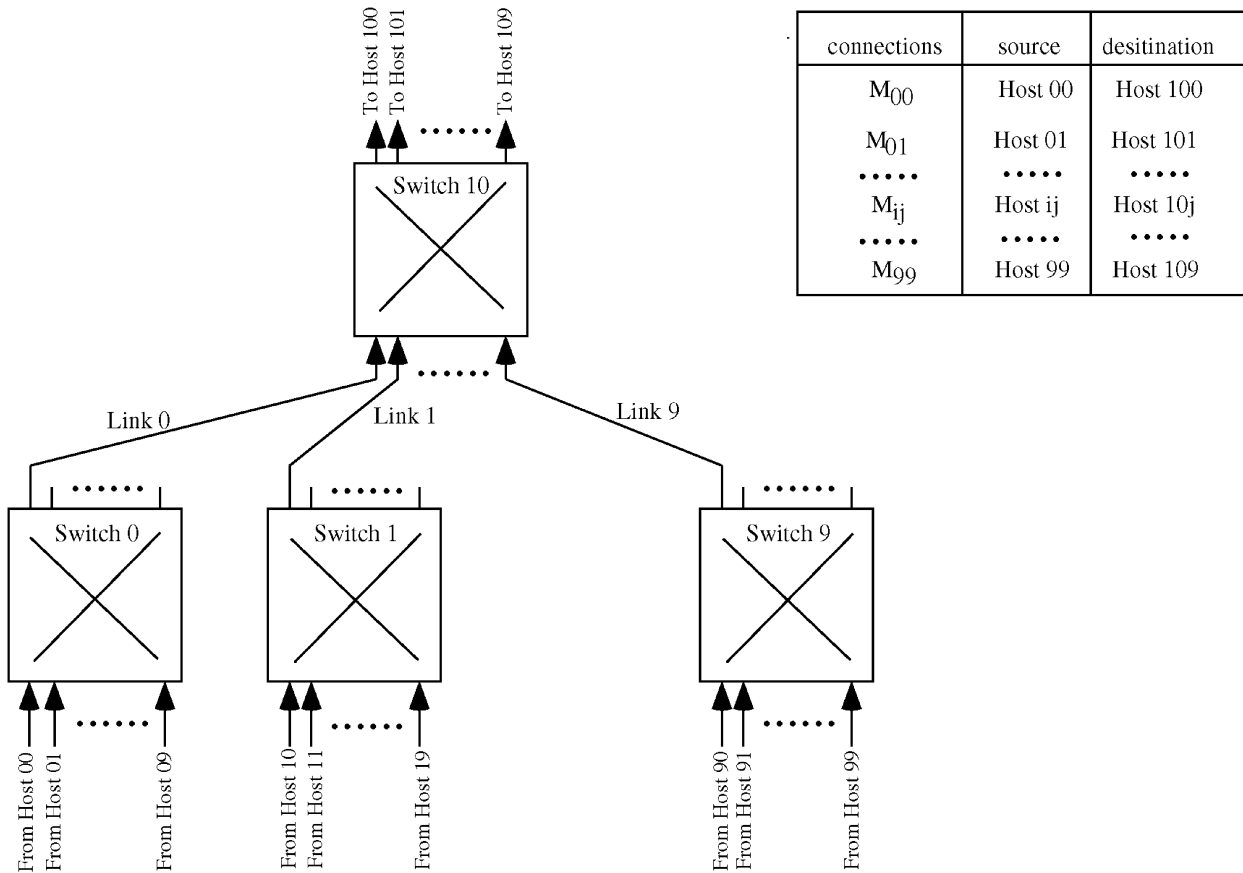 To Host 100
To Host 101
To Host 109
connections source desitination
M00 Host 00 Host 100
M01 Host 01 Host 101
Mij Host ij Host 10j
M99 Host 99 Host 109
Switch 10
Link 0
Link 1
Link 9
Switch 0
Switch 1
Switch 9
From Host 00
From Host 01
From Host 09
From Host 10
From Host 11
From Host 19
From Host 90
From Host 91
From Host 99